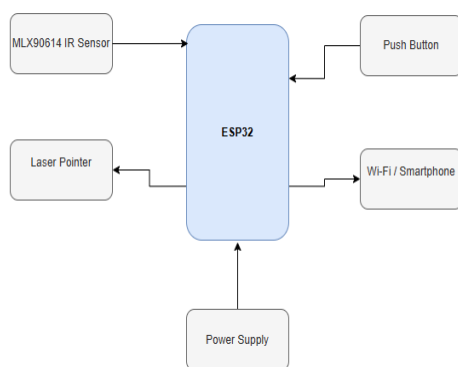 MLX90614 IR Sensor
Push Button
ESP32
Laser Pointer
Wi-Fi / Smartphone
Power Supply